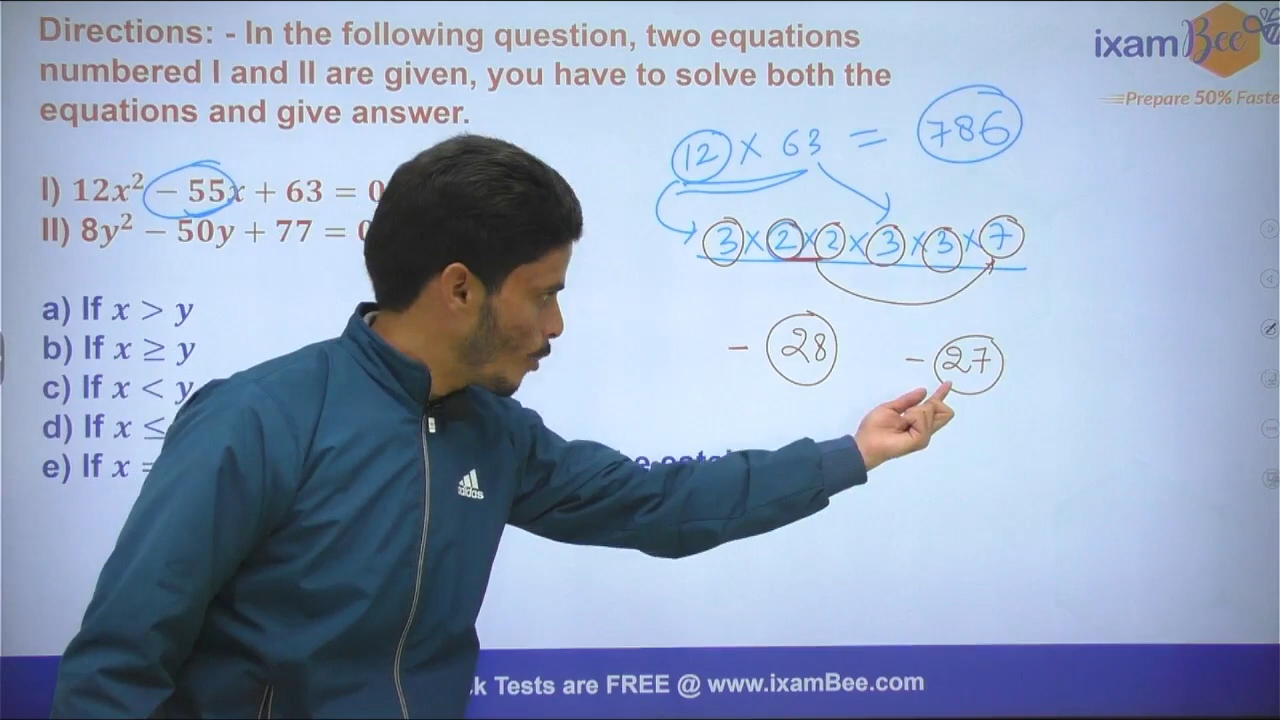 Directions: - In the following question, two equations
numbered I and II are given, you have to solve both the
equations and give answer.
ixamBee
Prepare 50% Faste
12 × 63 = 786
I) 12x² − 55x + 63 = 0
II) 8y² − 50y + 77 =
3 × 2 × 2 × 3 × 3 × 7
a) If x > y
b) If x ≥ y
c) If x < y
d) If x ≤
e) If x =
- 28 - 27
adidas
k Tests are FREE @ www.ixamBee.com